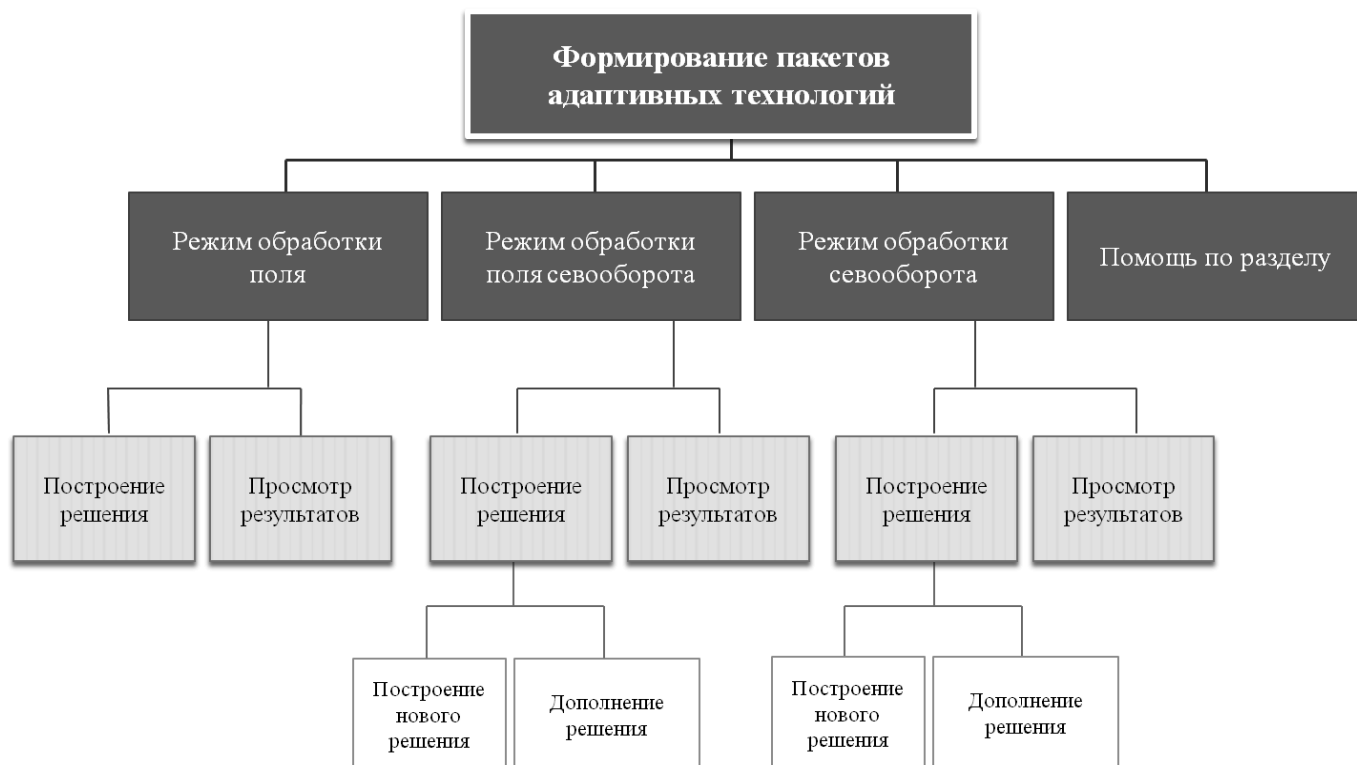 Формирование пакетов
адаптивных технологий
Режим обработки
поля
Режим обработки
поля севооборота
Режим обработки
севооборота
Помощь по разделу
Построение
решения
Просмотр
результатов
Построение
решения
Просмотр
результатов
Построение
решения
Просмотр
результатов
Построение
нового
решения
Дополнение
решения
Построение
нового
решения
Дополнение
решения